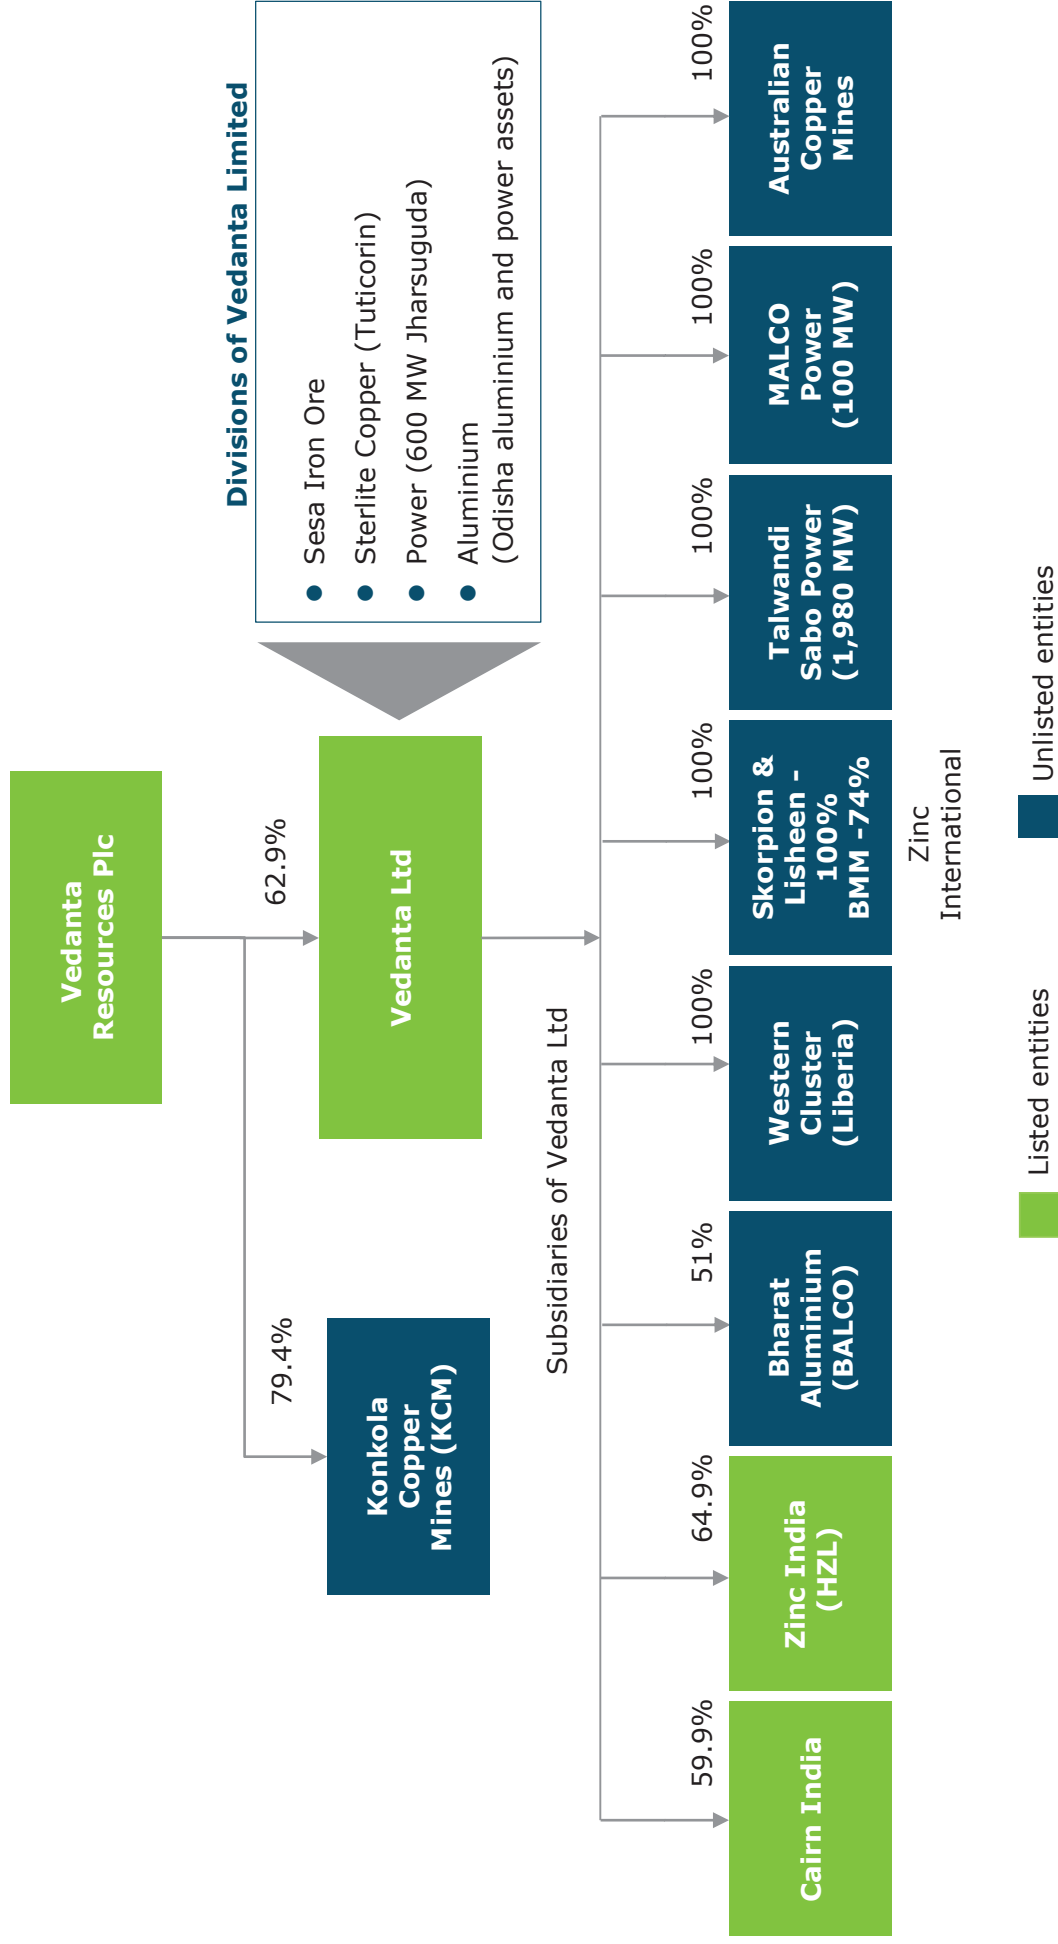 Vedanta
Resources Plc
79.4%
62.9%
Konkola
Copper
Mines (KCM)
Vedanta Ltd
Divisions of Vedanta Limited
Sesa Iron Ore
Sterlite Copper (Tuticorin)
Power (600 MW Jharsuguda)
Aluminium
(Odisha aluminium and power assets)
Subsidiaries of Vedanta Ltd
59.9%
64.9%
51%
100%
100%
100%
100%
100%
Cairn India
Zinc India
(HZL)
Bharat
Aluminium
(BALCO)
Western
Cluster
(Liberia)
Skorpion &
Lisheen -
100%
BMM -74%
Talwandi
Sabo Power
(1,980 MW)
MALCO
Power
(100 MW)
Australian
Copper
Mines
Zinc
International
Listed entities
Unlisted entities